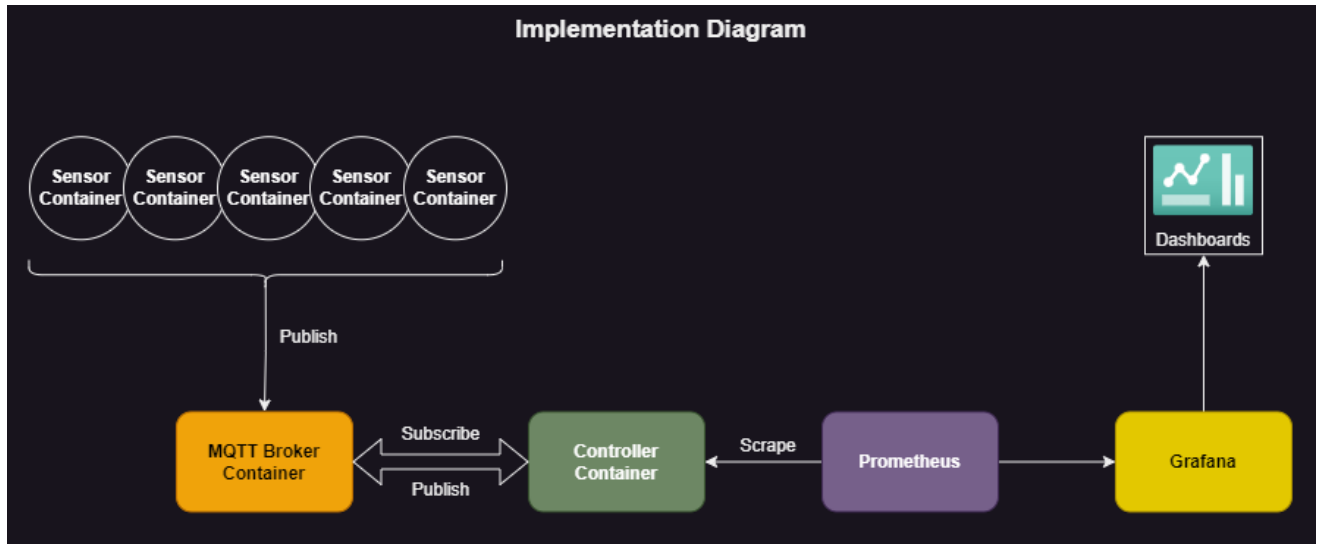 Implementation Diagram
Sensor
Container
Sensor
Container
Sensor
Container
Sensor
Container
Sensor
Container
Dashboards
Publish
MQTT Broker
Container
Subscribe
Publish
Controller
Container
Scrape
Prometheus
Grafana